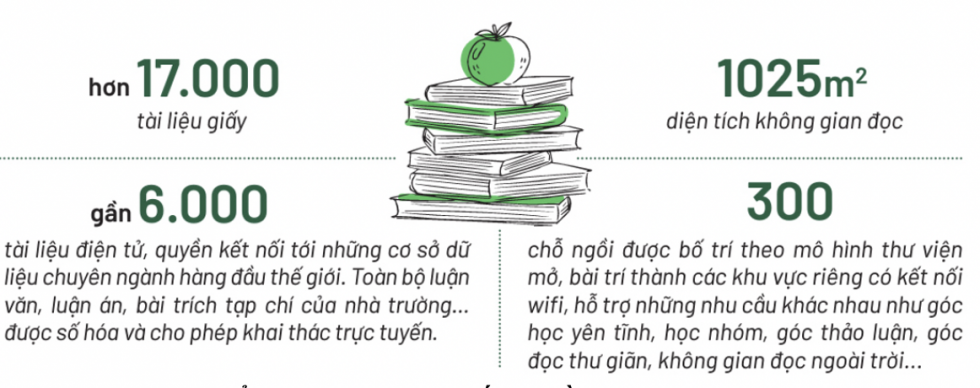 hơn 17.000
tài liệu giấy
1025m²
diện tích không gian đọc
gần 6.000
tài liệu điện tử, quyền kết nối tới những cơ sở dữ
liệu chuyên ngành hàng đầu thế giới. Toàn bộ luận
văn, luận án, bài trích tạp chí của nhà trường...
được số hóa và cho phép khai thác trực tuyến.
300
chỗ ngồi được bố trí theo mô hình thư viện
mở, bài trí thành các khu vực riêng có kết nối
wifi, hỗ trợ những nhu cầu khác nhau như góc
học yên tĩnh, học nhóm, góc thảo luận, góc
đọc thư giãn, không gian đọc ngoài trời...